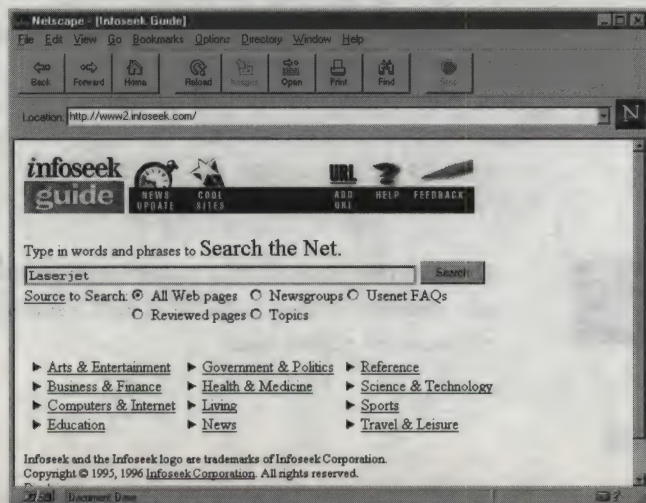 Netscape - [Infoseek Guide]
File Edit View Go Bookmarks Options Directory Window Help
Back Forward Home Reload Images Open Print Find Stop
Location: http://www2.infoseek.com/
N
infoseek
guide
NEWS UPDATE
COOL SITES
URL
ADD URL
HELP
FEEDBACK
Type in words and phrases to Search the Net.
Laserjet Search
Source to Search: All Web pages Newsgroups Usenet FAQs
Reviewed pages Topics
Arts & Entertainment Government & Politics Reference
Business & Finance Health & Medicine Science & Technology
Computers & Internet Living Sports
Education News Travel & Leisure
Infoseek and the Infoseek logo are trademarks of Infoseek Corporation.
Copyright © 1995, 1996 Infoseek Corporation. All rights reserved.
Document Done